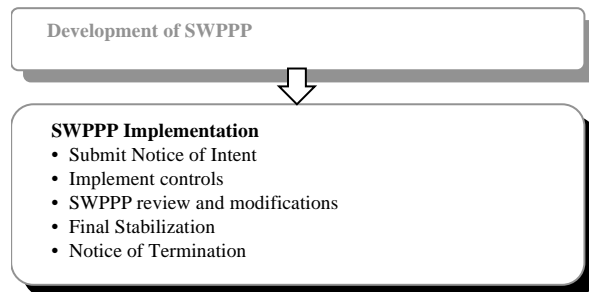 Development of SWPPP
SWPPP Implementation
• Submit Notice of Intent
• Implement controls
• SWPPP review and modifications
• Final Stabilization
• Notice of Termination